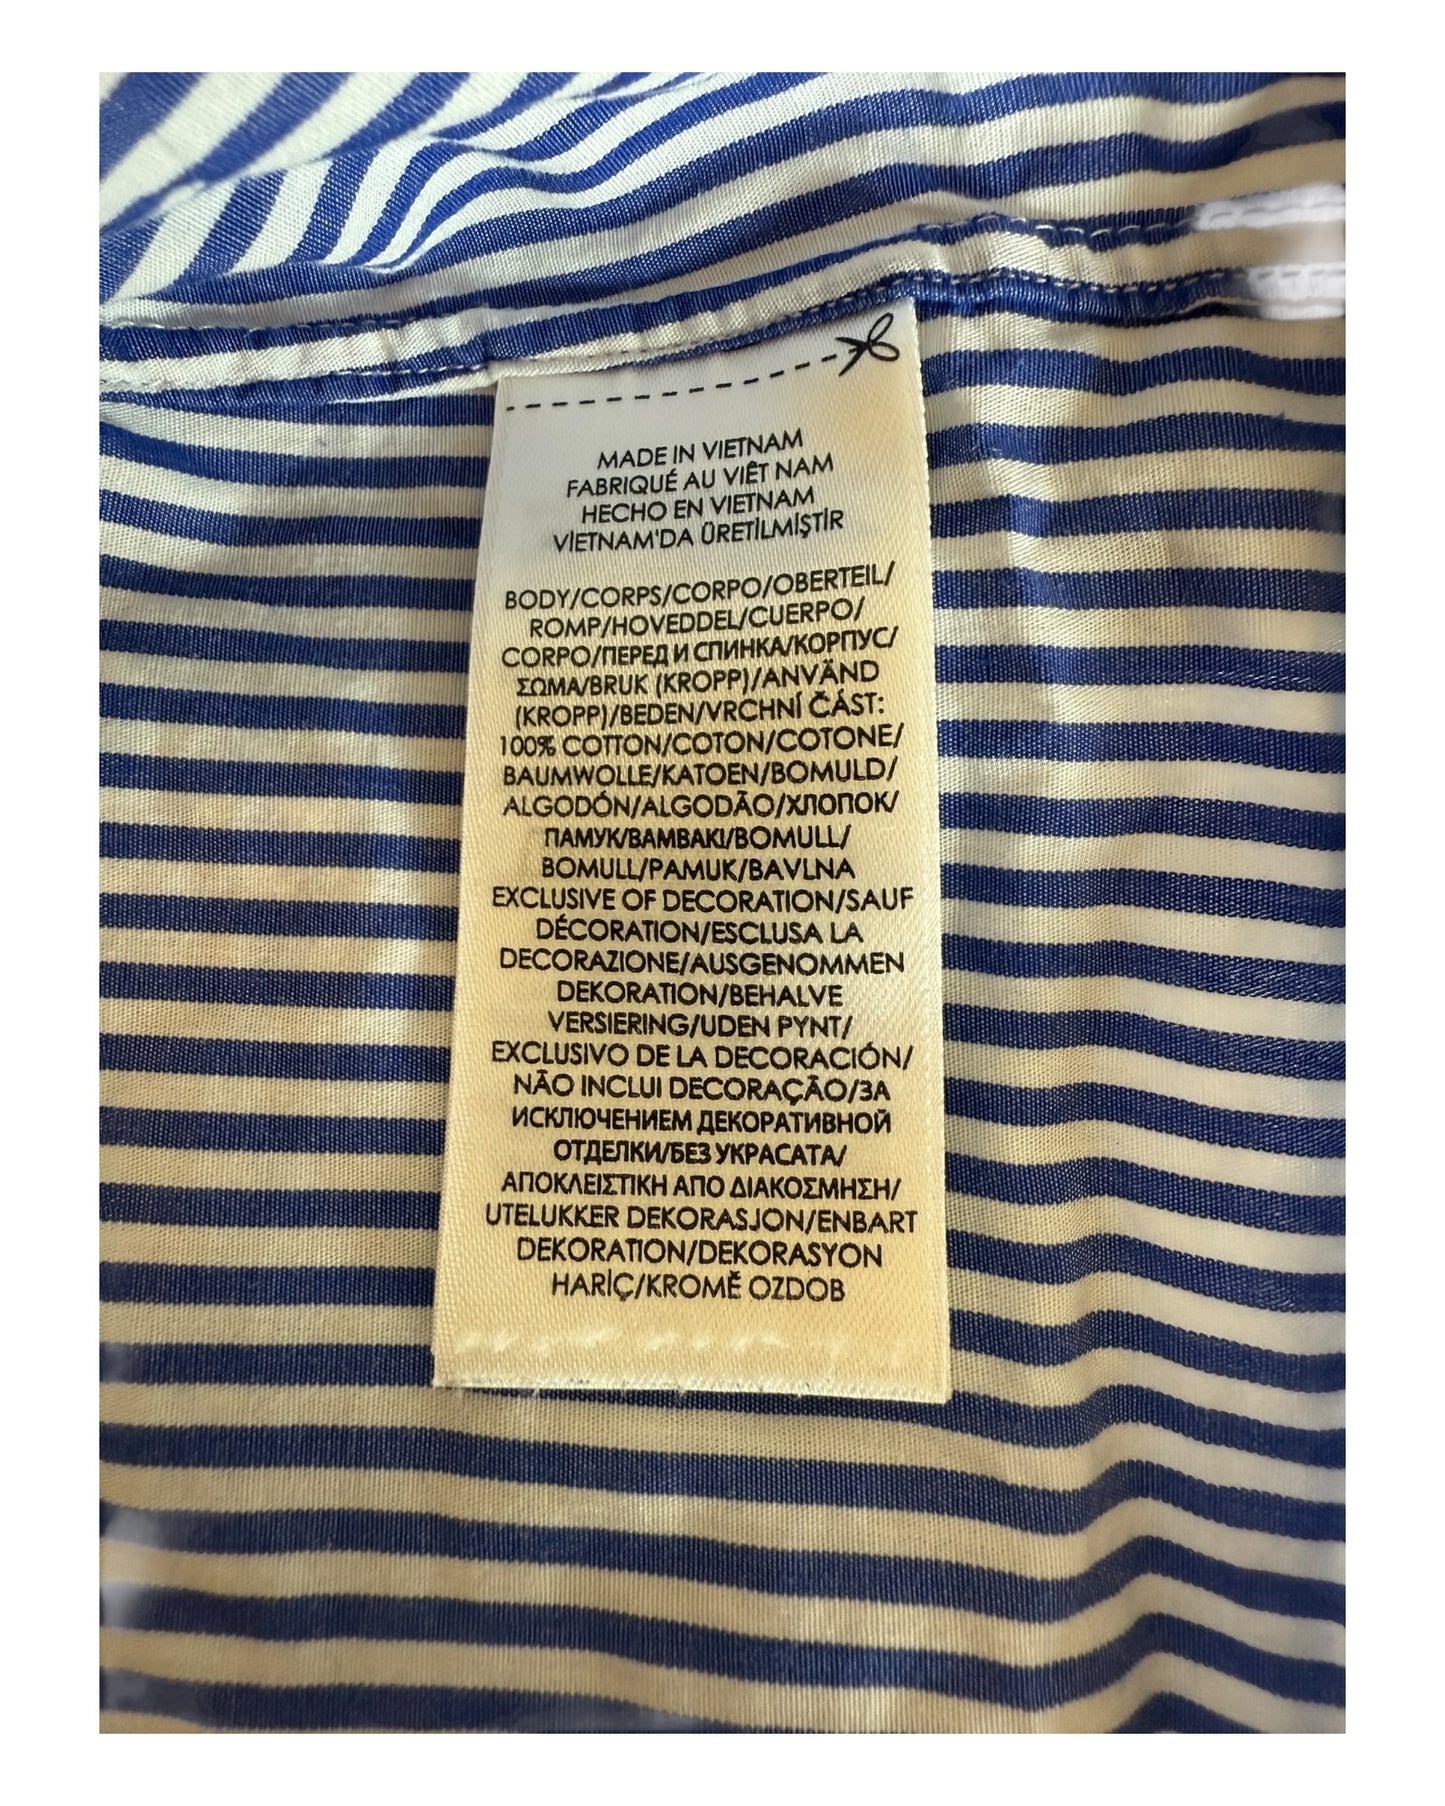 MADE IN VIETNAM
FABRIQUÉ AU VIÊT NAM
HECHO EN VIETNAM
VİETNAM'DA ÜRETİLMİŞTİR
BODY/CORPS/CORPO/OBERTEIL/
ROMP/HOVEDDEL/CUERPO/
CORPO/ПЕРЕД И СПИНКА/КОРПУС/
ΣΩΜΑ/BRUK (KROPP)/ANVÄND
(KROPP)/BEDEN/VRCHNÍ ČÁST:
100% COTTON/COTON/COTONE/
BAUMWOLLE/KATOEN/BOMULD/
ALGODÓN/ALGODÃO/ХЛОПОК/
ПАМУК/ΒΑΜΒΑΚΙ/BOMULL/
BOMULL/PAMUK/BAVLNA
EXCLUSIVE OF DECORATION/SAUF
DÉCORATION/ESCLUSA LA
DECORAZIONE/AUSGENOMMEN
DEKORATION/BEHALVE
VERSIERING/UDEN PYNT/
EXCLUSIVO DE LA DECORACIÓN/
NÃO INCLUI DECORAÇÃO/ЗА
ИСКЛЮЧЕНИЕМ ДЕКОРАТИВНОЙ
ОТДЕЛКИ/БЕЗ УКРАСАТА/
ΑΠΟΚΛΕΙΣΤΙΚΗ ΑΠΟ ΔΙΑΚΟΣΜΗΣΗ/
UTELUKKER DEKORASJON/ENBART
DEKORATION/DEKORASYON
HARİÇ/KROMĚ OZDOB